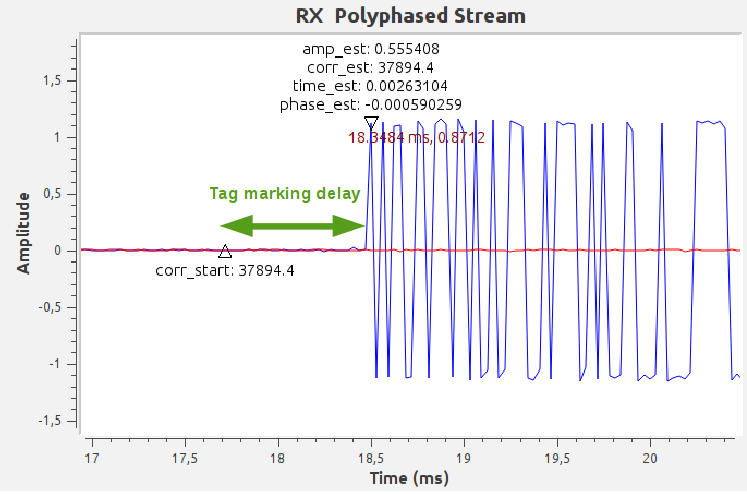 RX Polyphased Stream
amp_est: 0.555408
corr_est: 37894.4
time_est: 0.00263104
phase_est: -0.000590259
18.3484 ms, 0.8712
Tag marking delay
corr_start: 37894.4
Amplitude
1,5
1
0,5
0
-0,5
-1
-1,5
17
17,5
18
18,5
19
19,5
20
Time (ms)